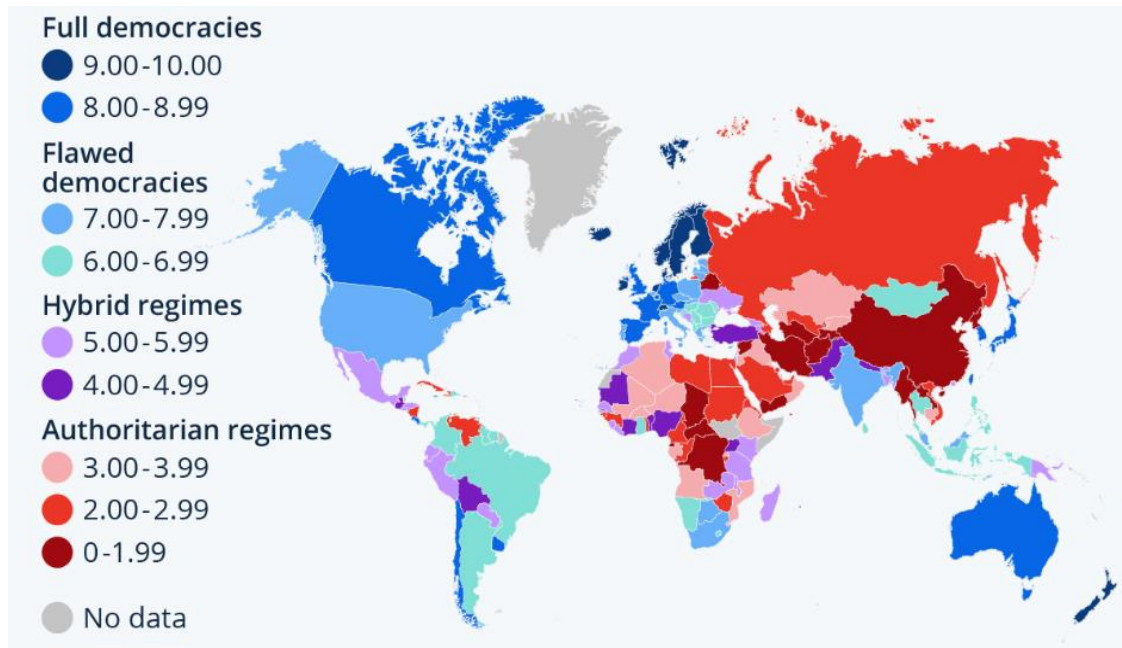 Full democracies
9.00-10.00
8.00-8.99
Flawed
democracies
7.00-7.99
6.00-6.99
Hybrid regimes
5.00-5.99
4.00-4.99
Authoritarian regimes
3.00-3.99
2.00-2.99
0-1.99
No data